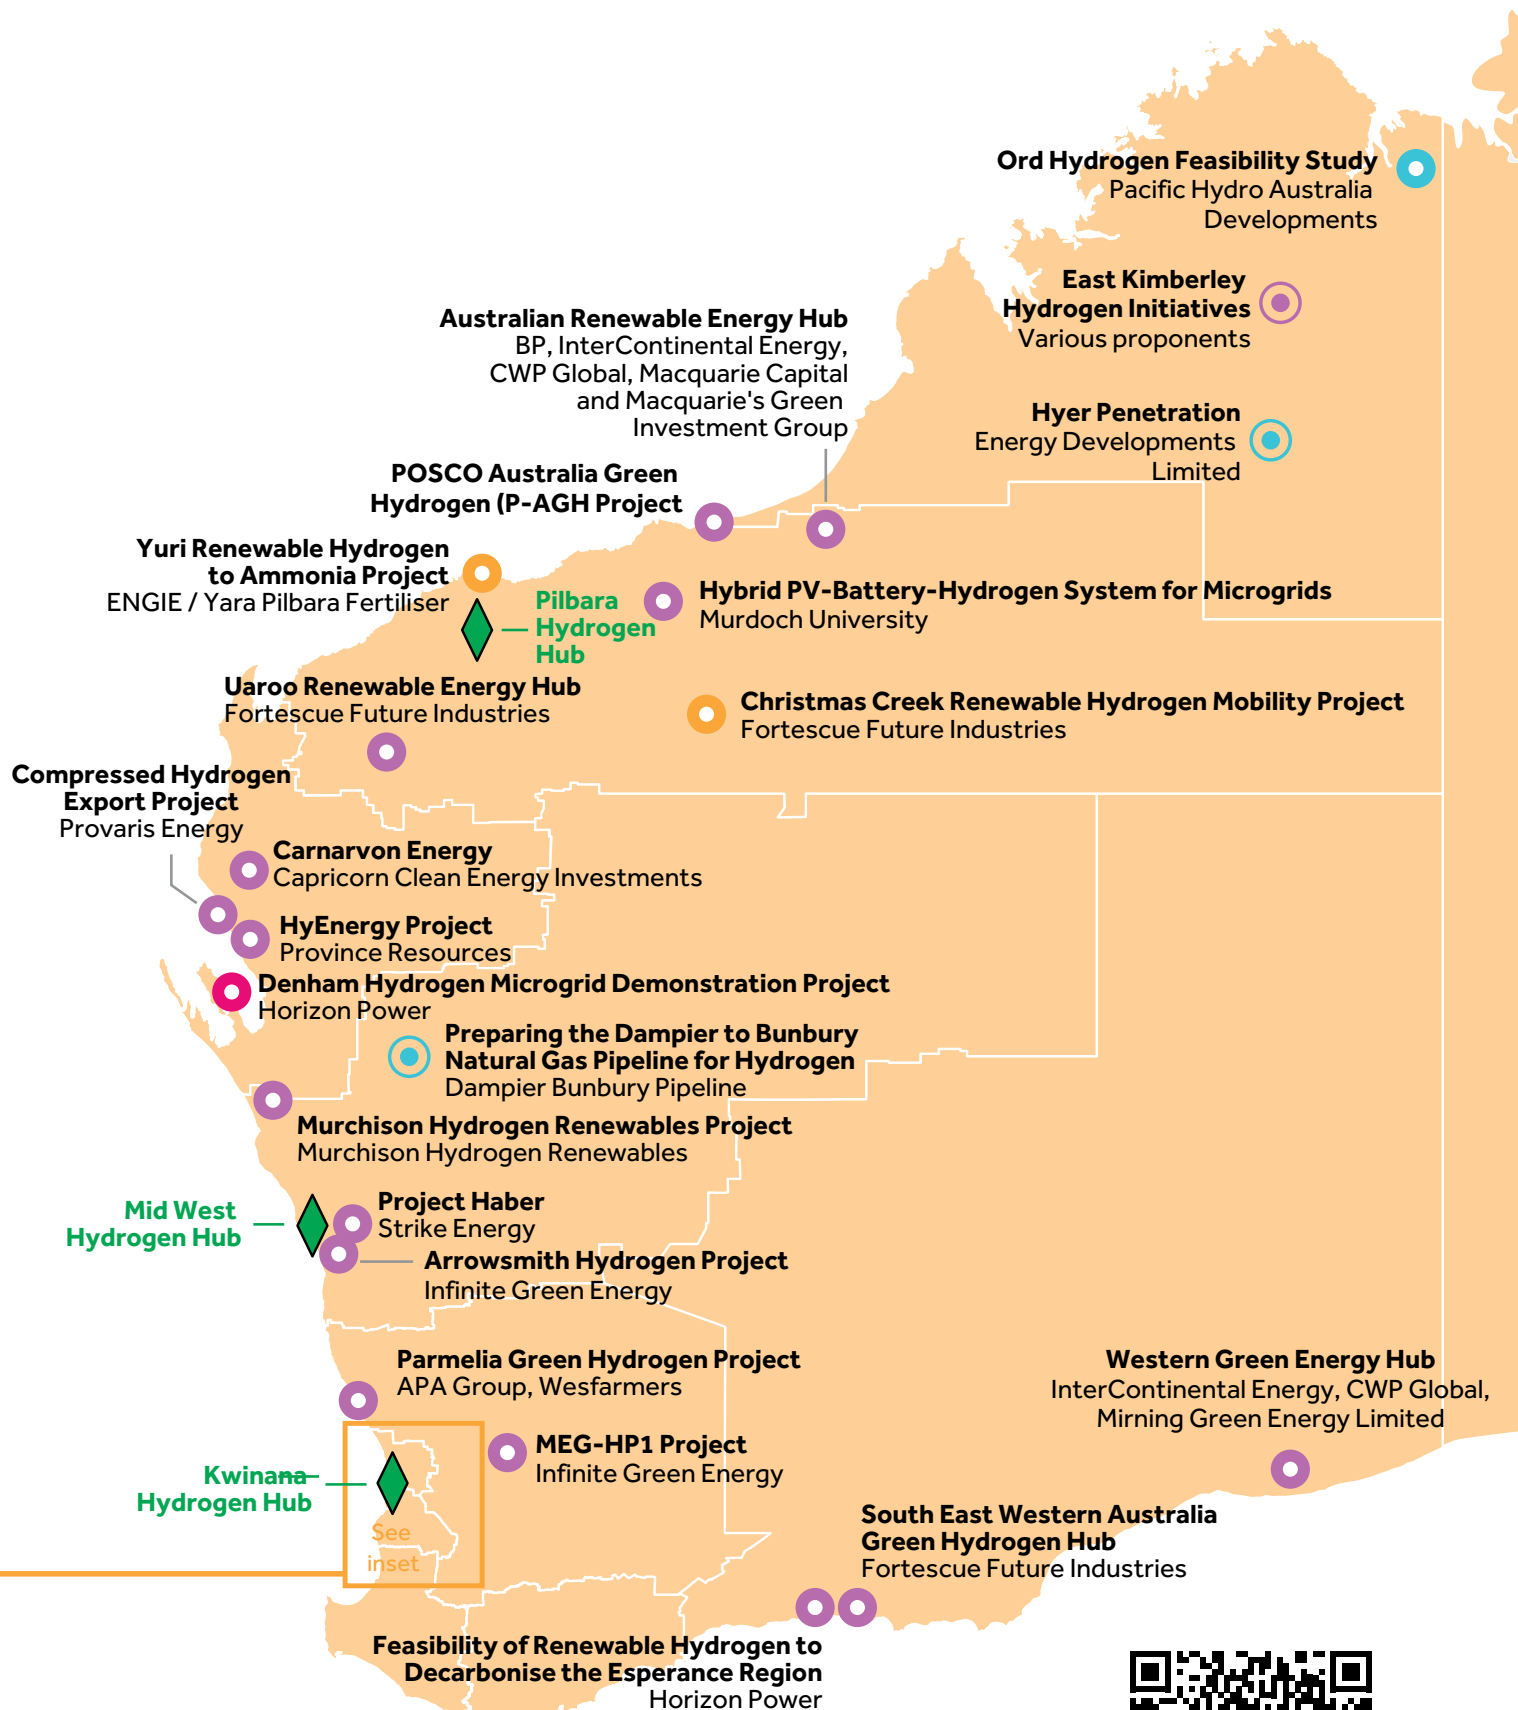 Ord Hydrogen Feasibility Study
Pacific Hydro Australia
Developments
East Kimberley
Hydrogen Initiatives
Various proponents
Australian Renewable Energy Hub
BP, InterContinental Energy,
CWP Global, Macquarie Capital
and Macquarie's Green
Investment Group
Hyer Penetration
Energy Developments
Limited
POSCO Australia Green
Hydrogen (P-AGH Project
Yuri Renewable Hydrogen
to Ammonia Project
ENGIE / Yara Pilbara Fertiliser
Pilbara
Hydrogen
Hub
Hybrid PV-Battery-Hydrogen System for Microgrids
Murdoch University
Uaroo Renewable Energy Hub
Fortescue Future Industries
Christmas Creek Renewable Hydrogen Mobility Project
Fortescue Future Industries
Compressed Hydrogen
Export Project
Provaris Energy
Carnarvon Energy
Capricorn Clean Energy Investments
HyEnergy Project
Province Resources
Denham Hydrogen Microgrid Demonstration Project
Horizon Power
Preparing the Dampier to Bunbury
Natural Gas Pipeline for Hydrogen
Dampier Bunbury Pipeline
Murchison Hydrogen Renewables Project
Murchison Hydrogen Renewables
Mid West
Hydrogen Hub
Project Haber
Strike Energy
Arrowsmith Hydrogen Project
Infinite Green Energy
Parmelia Green Hydrogen Project
APA Group, Wesfarmers
Western Green Energy Hub
InterContinental Energy, CWP Global,
Mirning Green Energy Limited
MEG-HP1 Project
Infinite Green Energy
Kwinana
Hydrogen Hub
See
inset
South East Western Australia
Green Hydrogen Hub
Fortescue Future Industries
Feasibility of Renewable Hydrogen to
Decarbonise the Esperance Region
Horizon Power